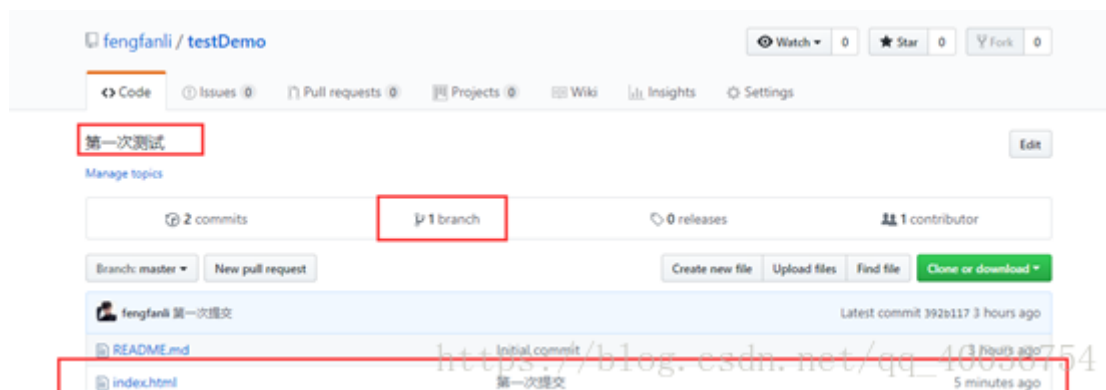 fengfanli / testDemo
Watch 0 Star 0 Fork 0
Code Issues 0 Pull requests 0 Projects 0 Wiki Insights Settings
第一次测试
Edit
Manage topics
2 commits 1 branch 0 releases 1 contributor
Branch: master New pull request Create new file Upload files Find file Clone or download
fengfanli 第一次提交 Latest commit 392b117 3 hours ago
README.md Initial commit 3 hours ago
https://blog.csdn.net/qq_40038754
index.html 第一次提交 5 minutes ago